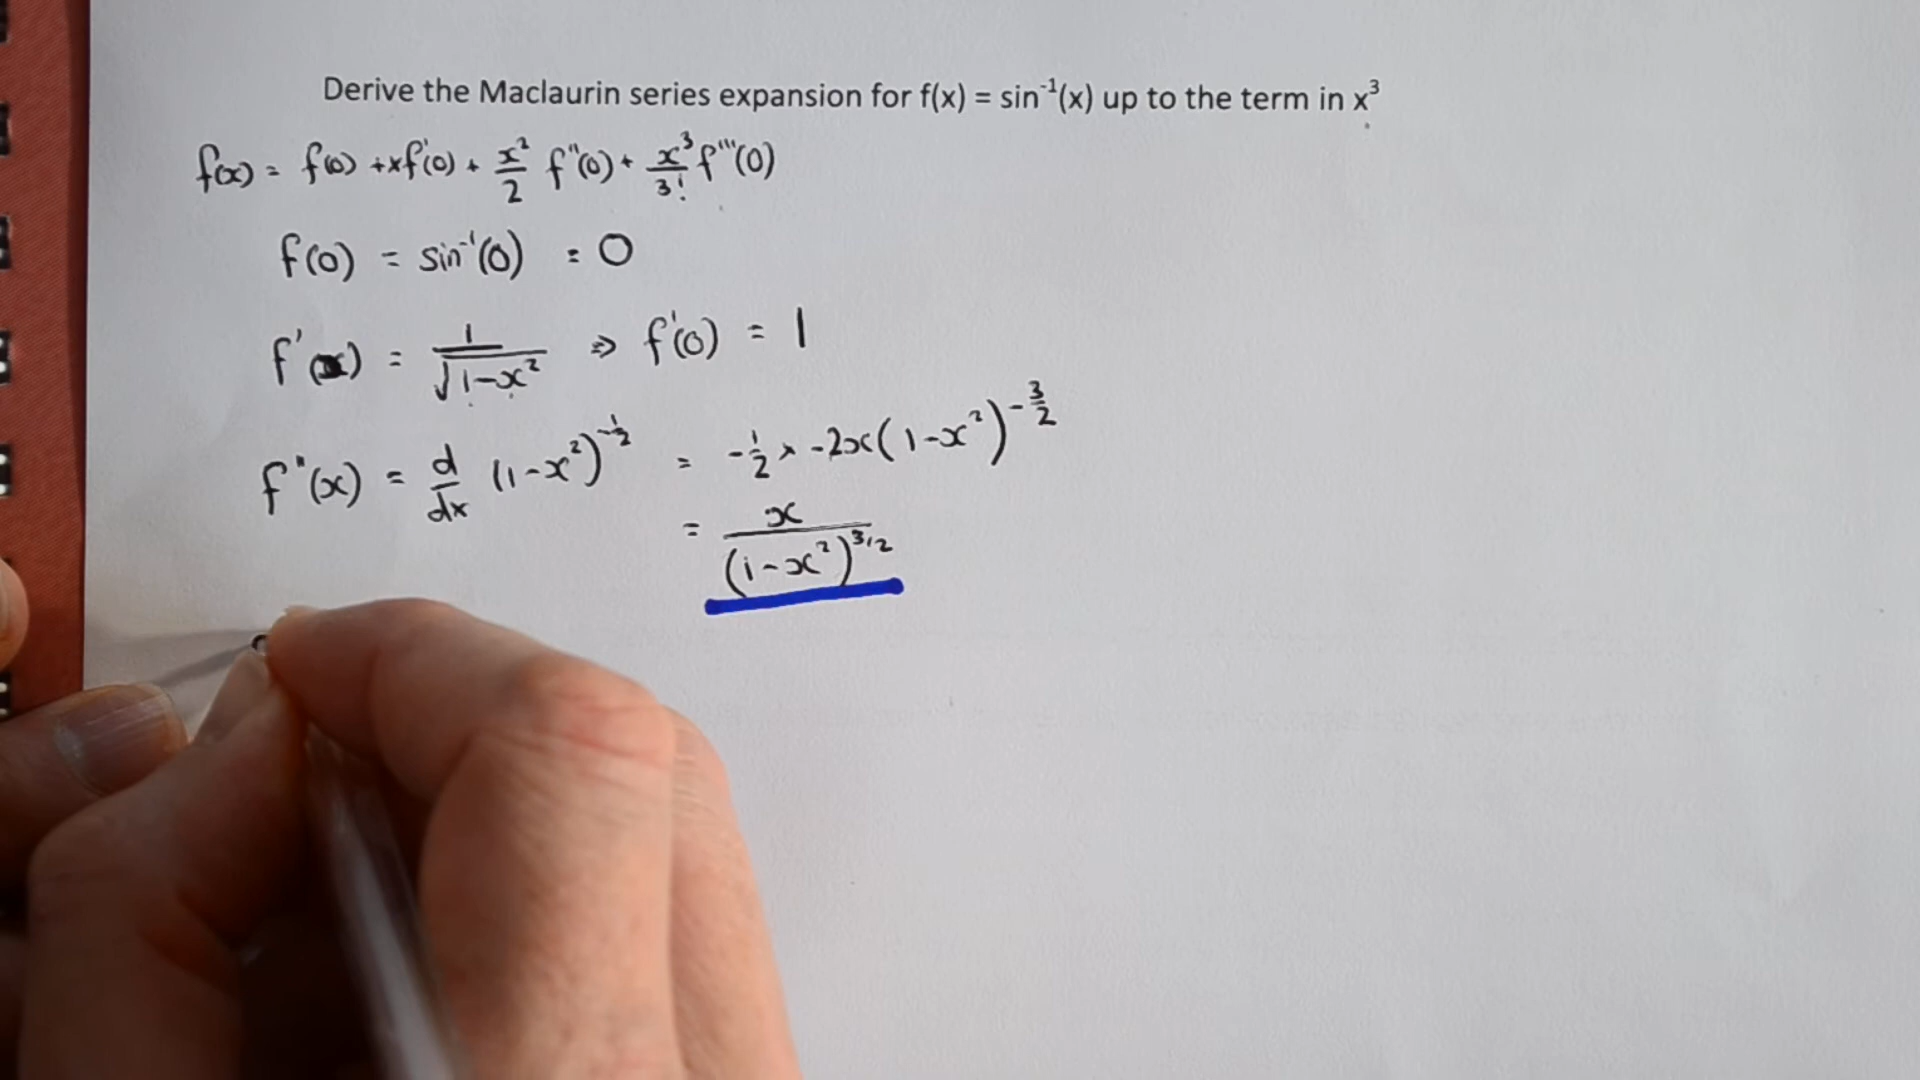 Derive the Maclaurin series expansion for f(x) = sin⁻¹(x) up to the term in x³
f(x) = f(0) + xf'(0) + x²/2 f''(0) + x³/3! f'''(0)
f(0) = sin⁻¹(0) = 0
f'(x) = 1/√(1-x²) ⇒ f'(0) = 1
f''(x) = d/dx (1-x²)^(-1/2) = -1/2 × -2x(1-x²)^(-3/2)
= x/(1-x²)^(3/2)